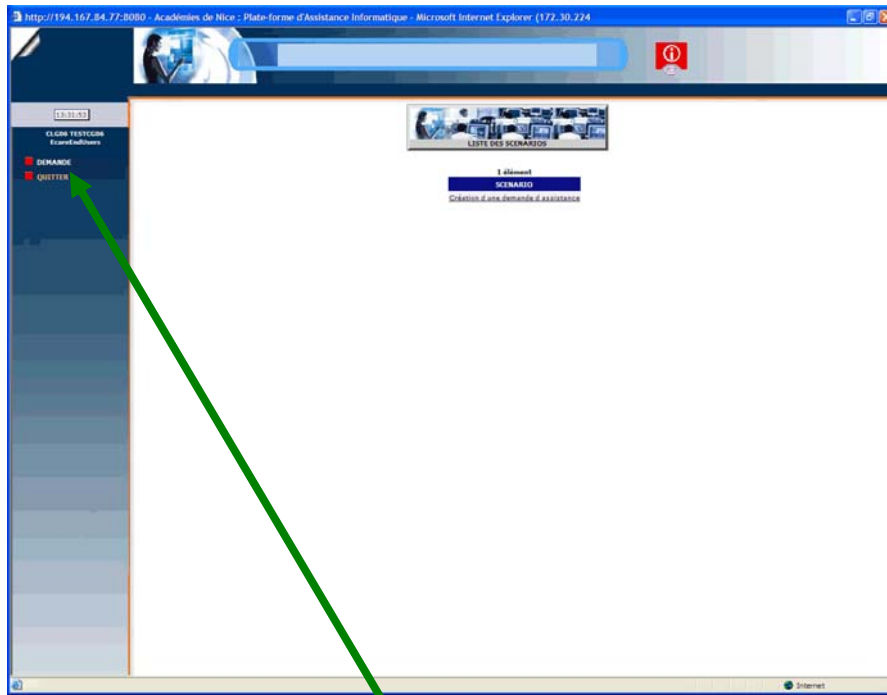 http://194.167.84.77:8080 - Académies de Nice : Plate-forme d'Assistance Informatique - Microsoft Internet Explorer (172.30.224
13:31:53
CLG06 TESTCG06
EcareEndUsers
DEMANDE
QUITTER
LISTE DES SCENARIOS
1 élément
SCENARIO
Création d une demande d assistance
Internet